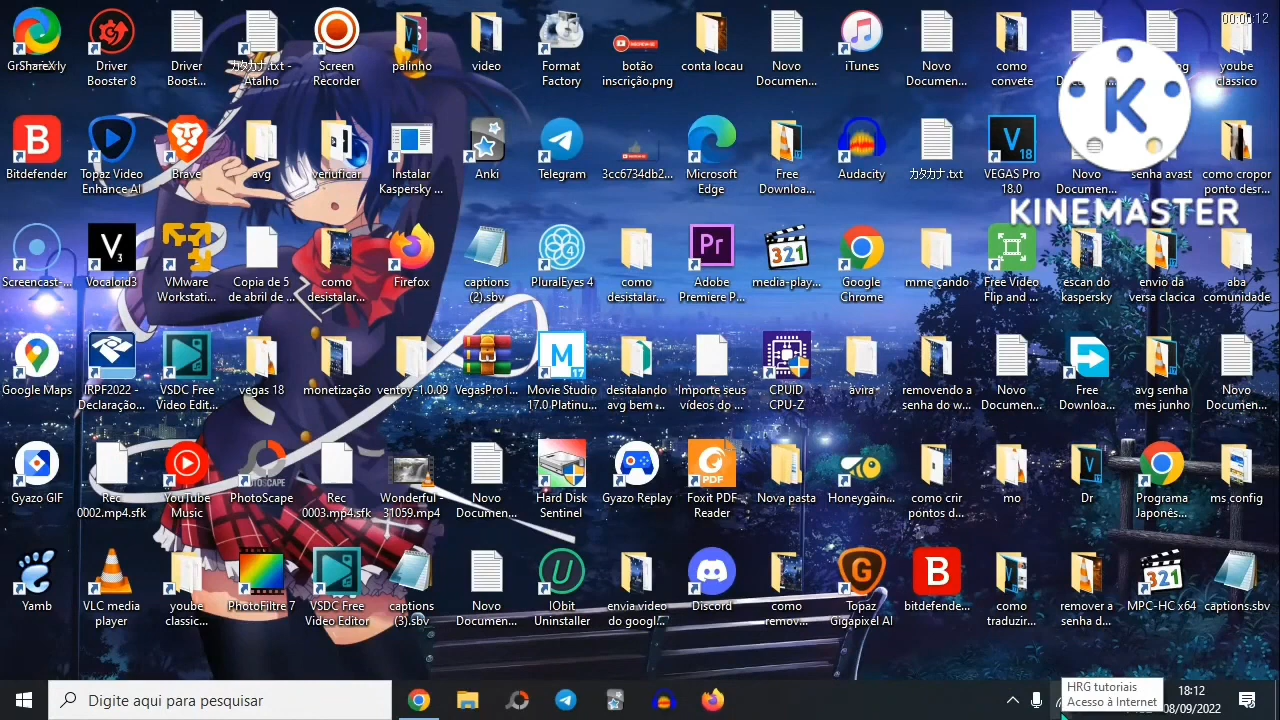 GrShareX ly
Driver
Booster 8
Driver
Boost...
カタカナ.txt -
Atalho
Screen
Recorder
palinho
video
Format
Factory
botão
inscrição.png
conta locau
Novo
Documen...
iTunes
Novo
Documen...
como
convete
yoube
classico
Bitdefender
Topaz Video
Enhance AI
Brave
avg
Instalar
Kaspersky ...
Anki
Telegram
3cc6734db2...
Microsoft
Edge
Free
Downloa...
Audacity
カタカナ.txt
VEGAS Pro
18.0
Novo
Documen...
senha avast
como cropor
ponto desr...
KINEMASTER
Screencast-...
Vocaloid3
VMware
Workstati...
Copia de 5
de abril de ...
como
desistalar...
Firefox
captions
(2).sbv
PluralEyes 4
como
desistalar...
Adobe
Premiere P...
media-play...
Google
Chrome
mme çando
Free Video
Flip and ...
escan do
kaspersky
envio da
versa clacica
aba
comunidade
Google Maps
IRPF2022 -
Declaração...
VSDC Free
Video Edit...
vegas 18
monetização
ventoy-1.0.09
VegasPro1...
Movie Studio
17.0 Platinu...
desitalando
avg bem ...
Importe seus
vídeos do ...
CPUID
CPU-Z
avira
removendo a
senha do w...
Novo
Documen...
Free
Downloa...
avg senha
mes junho
Novo
Documen...
Gyazo GIF
Rec
0002.mp4.sfk
YouTube
Music
PhotoScape
Rec
0003.mp4.sfk
Wonderful -
31059.mp4
Novo
Documen...
Hard Disk
Sentinel
Gyazo Replay
Foxit PDF
Reader
Nova pasta
Honeygain...
como crir
pontos d...
mo
Dr
Programa
Japonês...
ms config
Yamb
VLC media
player
yoube
classic...
PhotoFiltre 7
VSDC Free
Video Editor
captions
(3).sbv
Novo
Documen...
IObit
Uninstaller
envia video
do googl...
Discord
como
remov...
Topaz
Gigapixel AI
bitdefende...
como
traduzir...
remover a
senha d...
MPC-HC x64
captions.sbv
Digite aqui para pesquisar
HRG tutoriais
Acesso à Internet
18:12
08/09/2022